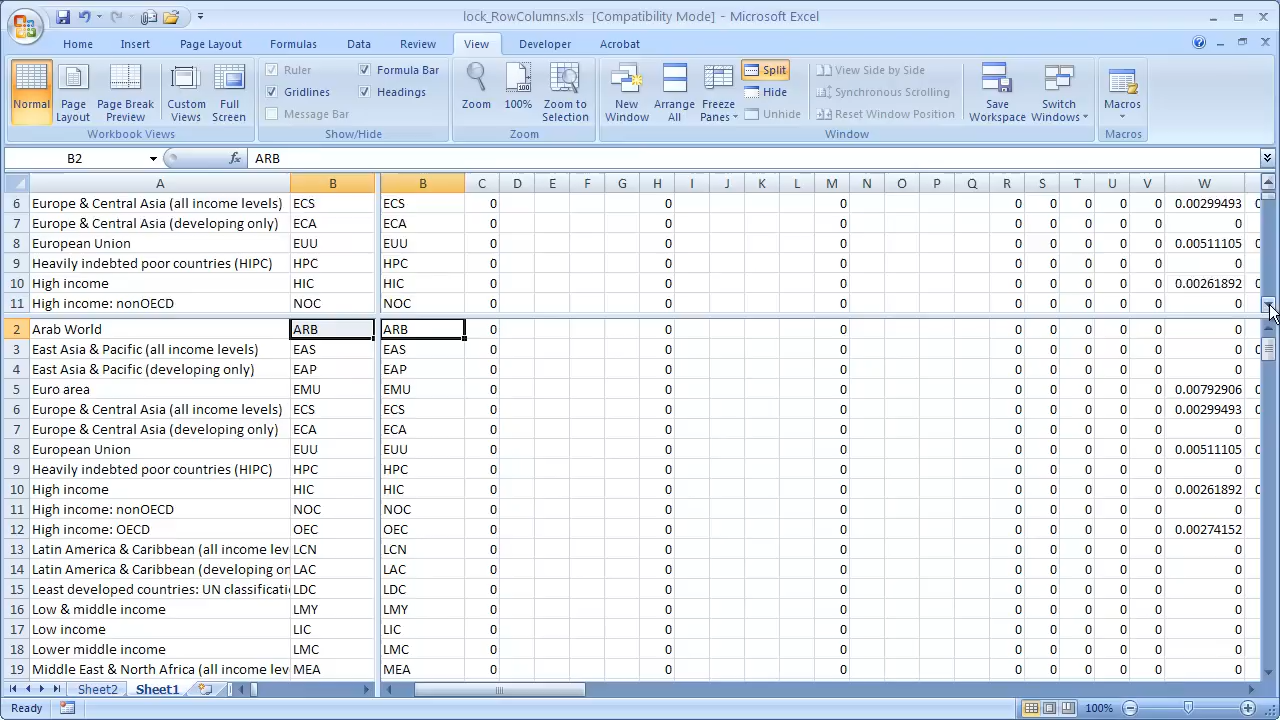 lock_RowColumns.xls [Compatibility Mode] - Microsoft Excel
Home Insert Page Layout Formulas Data Review View Developer Acrobat
Normal Page Layout Page Break Preview Custom Views Full Screen
Workbook Views
Ruler Formula Bar
Gridlines Headings
Message Bar
Show/Hide
Zoom 100% Zoom to Selection
Zoom
New Window Arrange All Freeze Panes Split Hide Unhide
View Side by Side
Synchronous Scrolling
Reset Window Position
Save Workspace Switch Windows
Window
Macros
Macros
B2 fx ARB
A B B C D E F G H I J K L M N O P Q R S T U V W
6 Europe & Central Asia (all income levels) ECS ECS 0 0 0 0 0 0 0 0 0.00299493 0
7 Europe & Central Asia (developing only) ECA ECA 0 0 0 0 0 0 0 0 0
8 European Union EUU EUU 0 0 0 0 0 0 0 0 0.00511105 0
9 Heavily indebted poor countries (HIPC) HPC HPC 0 0 0 0 0 0 0 0 0
10 High income HIC HIC 0 0 0 0 0 0 0 0 0.00261892 0
11 High income: nonOECD NOC NOC 0 0 0 0 0 0 0 0 0
2 Arab World ARB ARB 0 0 0 0 0 0 0 0 0
3 East Asia & Pacific (all income levels) EAS EAS 0 0 0 0 0 0 0 0 0 0
4 East Asia & Pacific (developing only) EAP EAP 0 0 0 0 0 0 0 0 0
5 Euro area EMU EMU 0 0 0 0 0 0 0 0 0.00792906 0
6 Europe & Central Asia (all income levels) ECS ECS 0 0 0 0 0 0 0 0 0.00299493 0
7 Europe & Central Asia (developing only) ECA ECA 0 0 0 0 0 0 0 0 0
8 European Union EUU EUU 0 0 0 0 0 0 0 0 0.00511105 0
9 Heavily indebted poor countries (HIPC) HPC HPC 0 0 0 0 0 0 0 0 0
10 High income HIC HIC 0 0 0 0 0 0 0 0 0.00261892 0
11 High income: nonOECD NOC NOC 0 0 0 0 0 0 0 0 0
12 High income: OECD OEC OEC 0 0 0 0 0 0 0 0 0.00274152
13 Latin America & Caribbean (all income lev LCN LCN 0 0 0 0 0 0 0 0 0
14 Latin America & Caribbean (developing on LAC LAC 0 0 0 0 0 0 0 0 0
15 Least developed countries: UN classificati LDC LDC 0 0 0 0 0 0 0 0 0
16 Low & middle income LMY LMY 0 0 0 0 0 0 0 0 0
17 Low income LIC LIC 0 0 0 0 0 0 0 0 0
18 Lower middle income LMC LMC 0 0 0 0 0 0 0 0 0
19 Middle East & North Africa (all income lev MEA MEA 0 0 0 0 0 0 0 0 0
Sheet2 Sheet1
Ready 100%